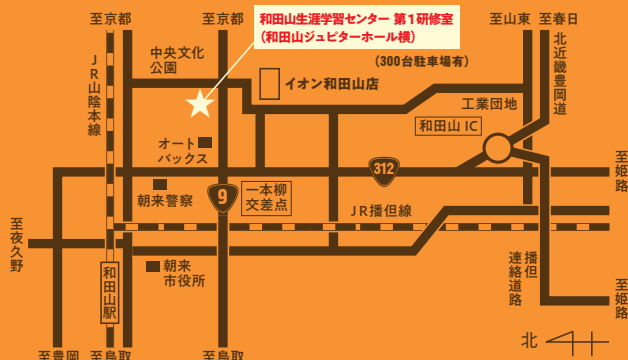 至京都
至京都
和田山生涯学習センター 第1研修室
(和田山ジュピターホール横)
至山東
至春日
(300台駐車場有)
中央文化
公園
イオン和田山店
北近畿豊岡道
JR山陰本線
工業団地
和田山 IC
オート
バックス
312
至姫路
朝来警察
9
一本柳
交差点
JR播但線
至夜久野
朝来
市役所
和田山駅
播但
連絡道路
至姫路
北
至豊岡
至鳥取
至鳥取